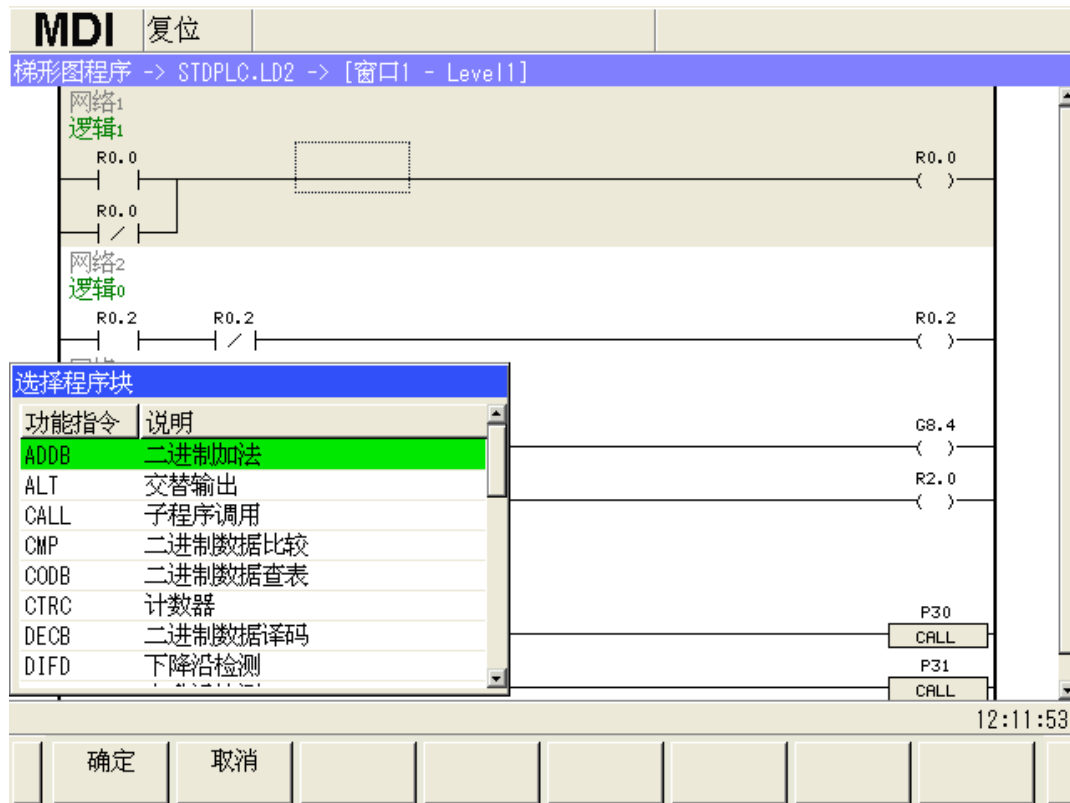 MDI 复位
梯形图程序 -> STDPLC.LD2 -> [窗口1 - Level1]
网络1
逻辑1
R0.0 R0.0
R0.0
网络2
逻辑0
R0.2 R0.2 R0.2
选择程序块
功能指令 说明
G8.4
ADDB 二进制加法
ALT 交替输出
R2.0
CALL 子程序调用
CMP 二进制数据比较
CODB 二进制数据查表
CTRC 计数器
P30
DECB 二进制数据译码
CALL
DIFD 下降沿检测
P31
CALL
12:11:53
确定 取消